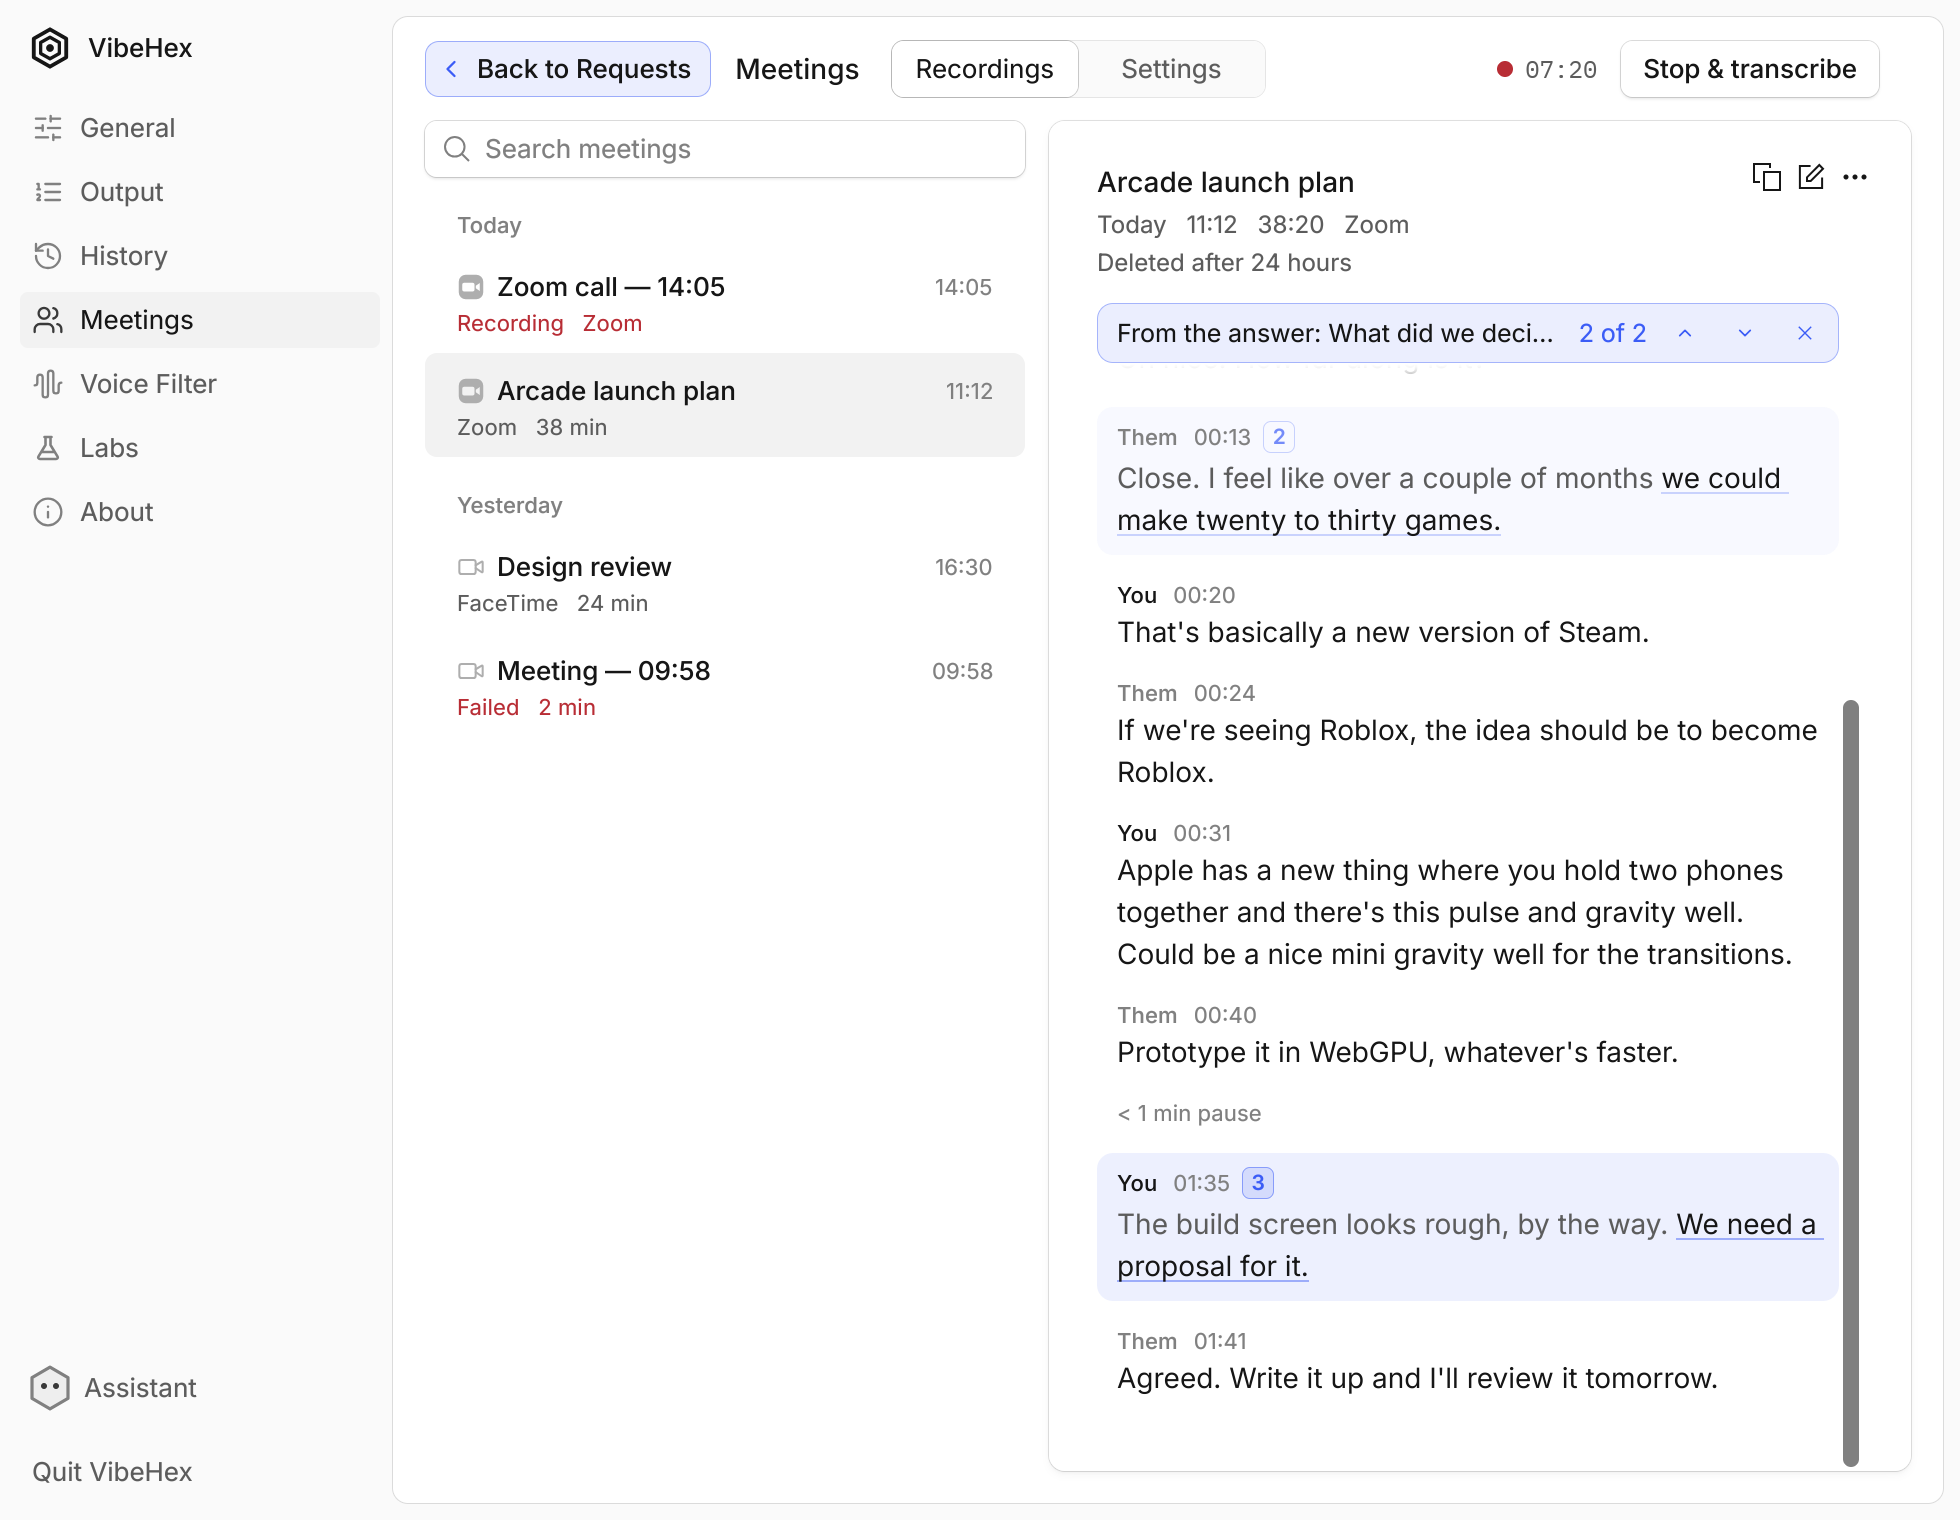 VibeHex
General
Output
History
Meetings
Voice Filter
Labs
About
Assistant
Quit VibeHex
Back to Requests
Meetings
Recordings
Settings
07:20
Stop & transcribe
Search meetings
Today
Zoom call — 14:05
14:05
Recording Zoom
Arcade launch plan
11:12
Zoom 38 min
Yesterday
Design review
16:30
FaceTime 24 min
Meeting — 09:58
09:58
Failed 2 min
Arcade launch plan
Today 11:12 38:20 Zoom
Deleted after 24 hours
From the answer: What did we deci... 2 of 2
Them 00:13 2
Close. I feel like over a couple of months we could
make twenty to thirty games.
You 00:20
That's basically a new version of Steam.
Them 00:24
If we're seeing Roblox, the idea should be to become
Roblox.
You 00:31
Apple has a new thing where you hold two phones
together and there's this pulse and gravity well.
Could be a nice mini gravity well for the transitions.
Them 00:40
Prototype it in WebGPU, whatever's faster.
< 1 min pause
You 01:35 3
The build screen looks rough, by the way. We need a
proposal for it.
Them 01:41
Agreed. Write it up and I'll review it tomorrow.